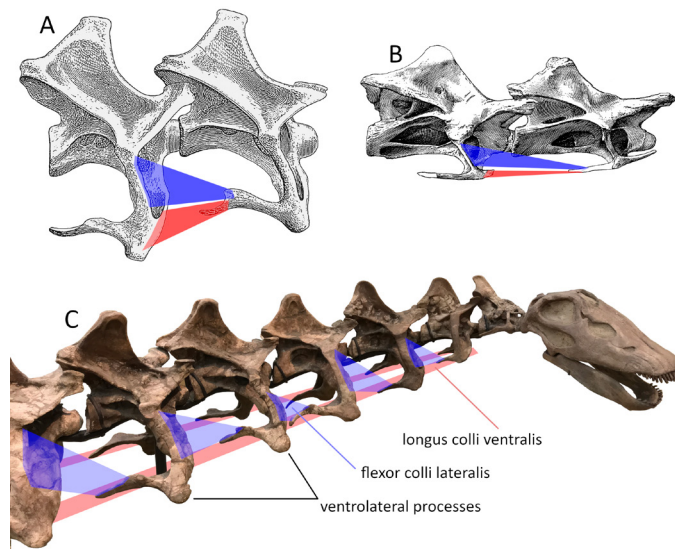 A
B
C
longus colli ventralis
flexor colli lateralis
ventrolateral processes